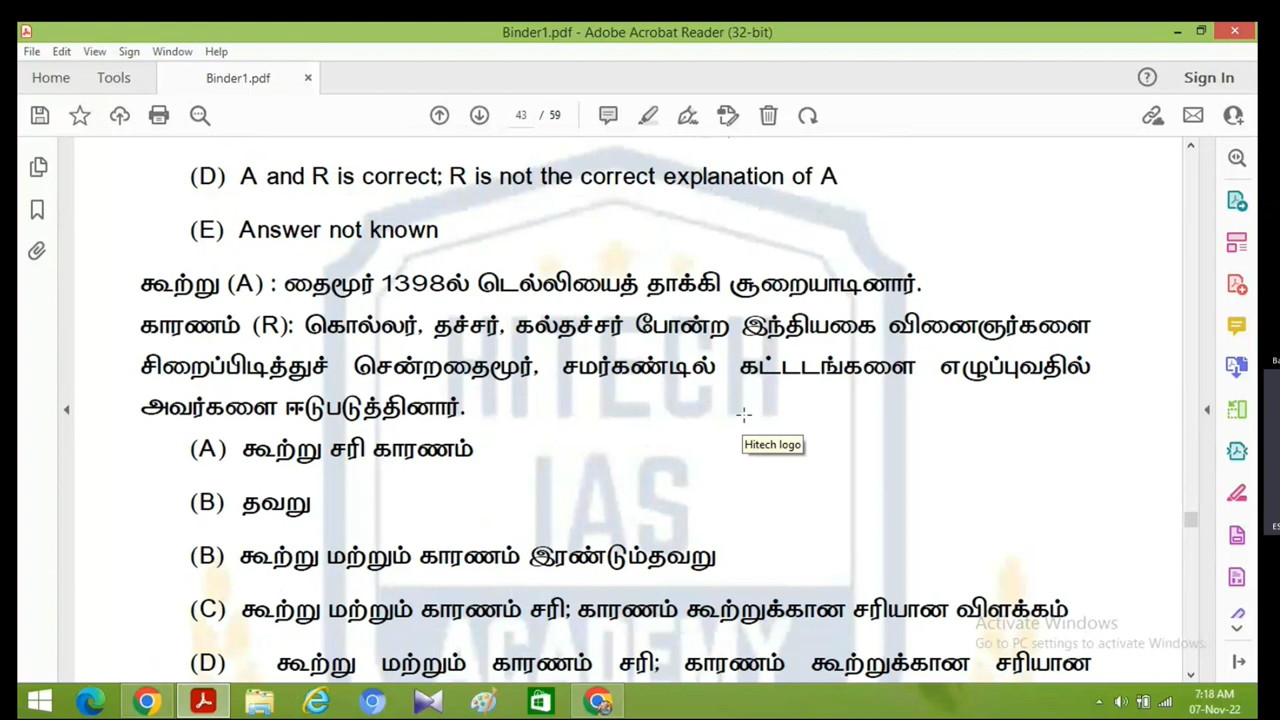 Binder1.pdf - Adobe Acrobat Reader (32-bit)
File Edit View Sign Window Help
Home Tools Binder1.pdf × Sign In
43 / 59
(D) A and R is correct; R is not the correct explanation of A
(E) Answer not known
கூற்று (A) : தைமூர் 1398ல் டெல்லியைத் தாக்கி சூறையாடினார்.
காரணம் (R): கொல்லர், தச்சர், கல்தச்சர் போன்ற இந்தியகை வினைஞர்களை
சிறைப்பிடித்துச் சென்றதைமூர், சமர்கண்டில் கட்டடங்களை எழுப்புவதில்
அவர்களை ஈடுபடுத்தினார்.
(A) கூற்று சரி காரணம்
Hitech logo
(B) தவறு
(B) கூற்று மற்றும் காரணம் இரண்டும்தவறு
(C) கூற்று மற்றும் காரணம் சரி; காரணம் கூற்றுக்கான சரியான விளக்கம்
(D) கூற்று மற்றும் காரணம் சரி; காரணம் கூற்றுக்கான சரியான
HITECH
IAS
ACADEMY
Activate Windows
Go to PC settings to activate Windows.
7:18 AM
07-Nov-22